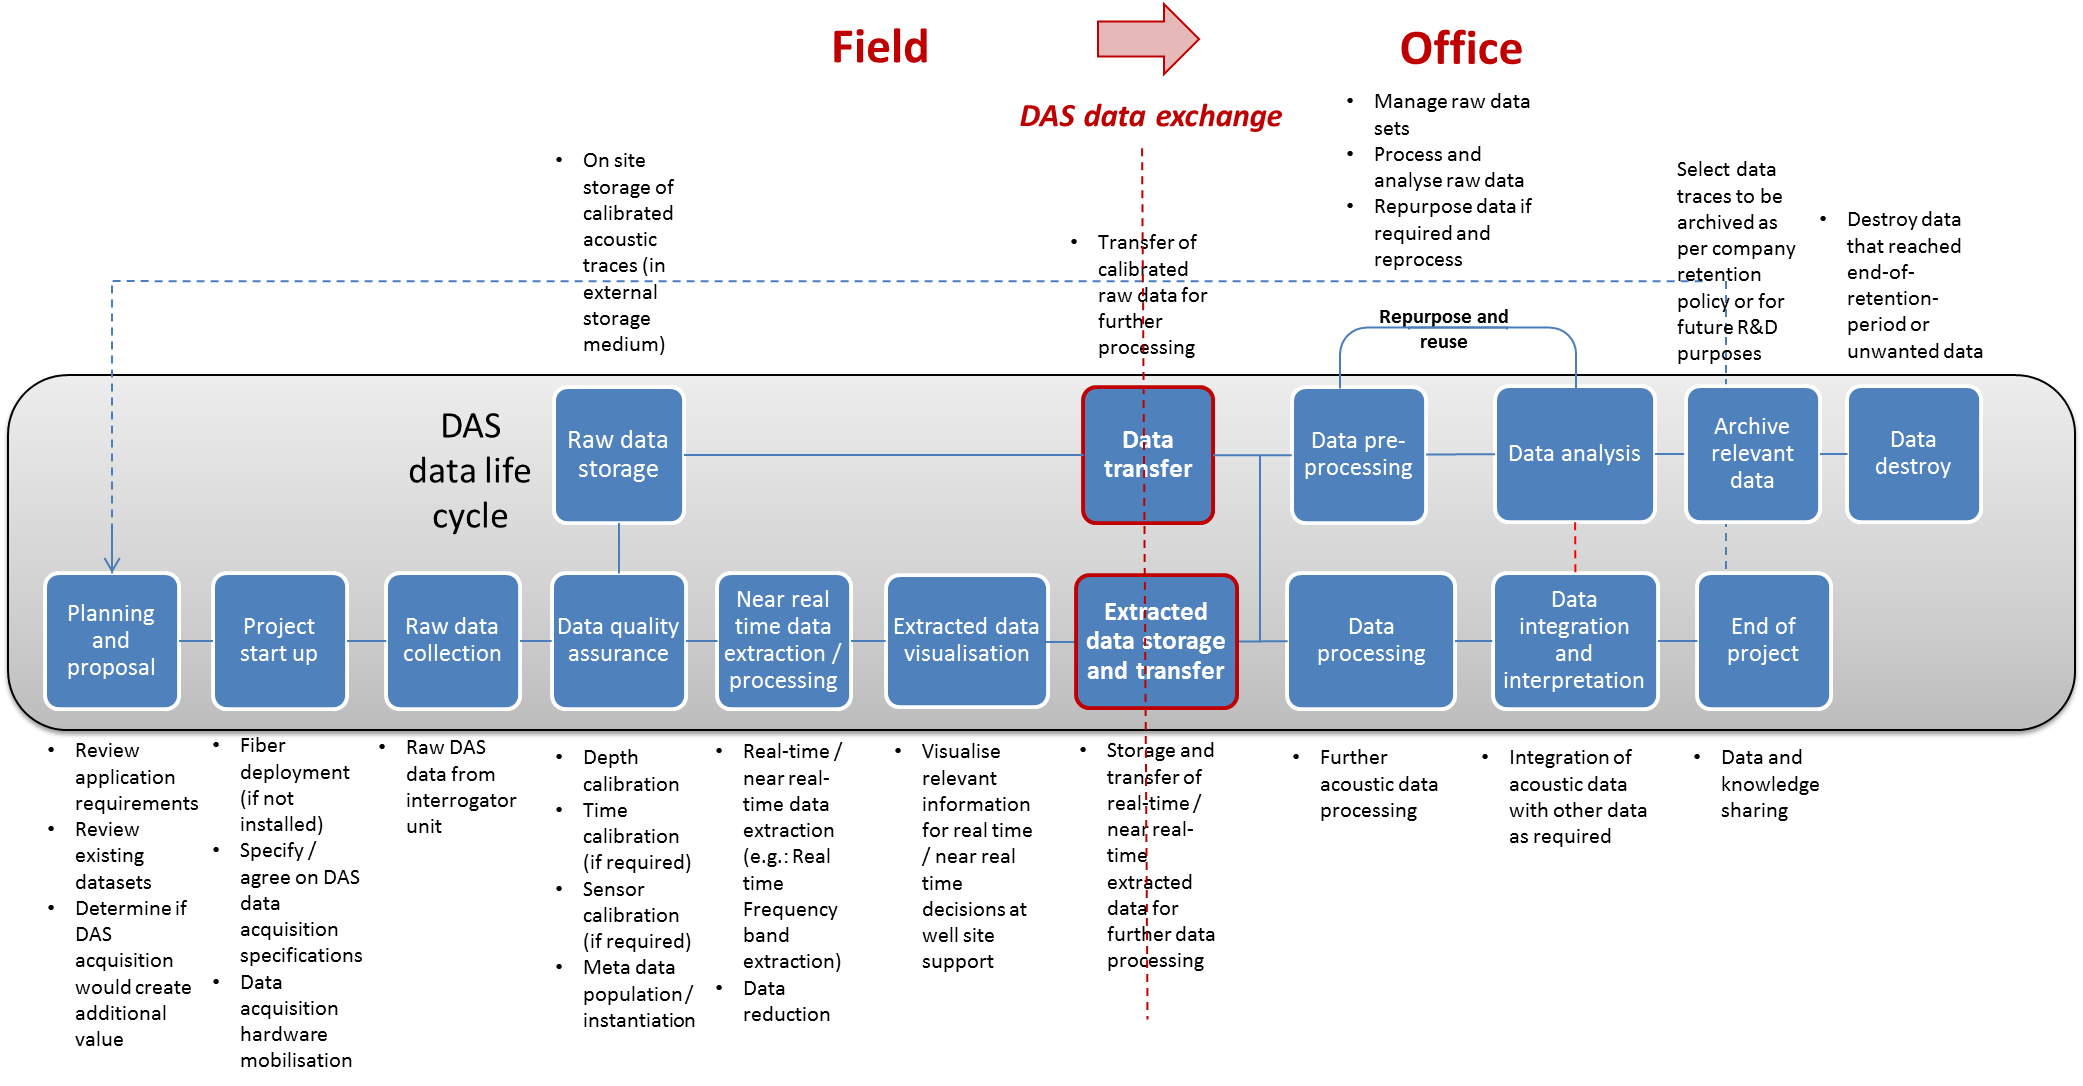 Field
Office
DAS data exchange
• On site
storage of
calibrated
acoustic
traces (in
external
storage
medium)
• Transfer of
calibrated
raw data for
further
processing
• Manage raw data
sets
• Process and
analyse raw data
• Repurpose data if
required and
reprocess
Select data
traces to be
archived as
per company
retention
policy or for
future R&D
purposes
• Destroy data
that reached
end-of-
retention-
period or
unwanted data
Repurpose and
reuse
DAS
data life
cycle
Raw data
storage
Data
transfer
Data pre-
processing
Data analysis
Archive
relevant
data
Data
destroy
Planning
and
proposal
Project
start up
Raw data
collection
Data quality
assurance
Near real
time data
extraction /
processing
Extracted data
visualisation
Extracted
data storage
and transfer
Data
processing
Data
integration
and
interpretation
End of
project
• Review
application
requirements
• Review
existing
datasets
• Determine if
DAS
acquisition
would create
additional
value
• Fiber
deployment
(if not
installed)
• Specify /
agree on DAS
data
acquisition
specifications
• Data
acquisition
hardware
mobilisation
• Raw DAS
data from
interrogator
unit
• Depth
calibration
• Time
calibration
(if required)
• Sensor
calibration
(if required)
• Meta data
population /
instantiation
• Real-time /
near real-
time data
extraction
(e.g.: Real
time
Frequency
band
extraction)
• Data
reduction
• Visualise
relevant
information
for real time
/ near real
time
decisions at
well site
support
• Storage and
transfer of
real-time /
near real-
time
extracted
data for
further data
processing
• Further
acoustic data
processing
• Integration of
acoustic data
with other data
as required
• Data and
knowledge
sharing